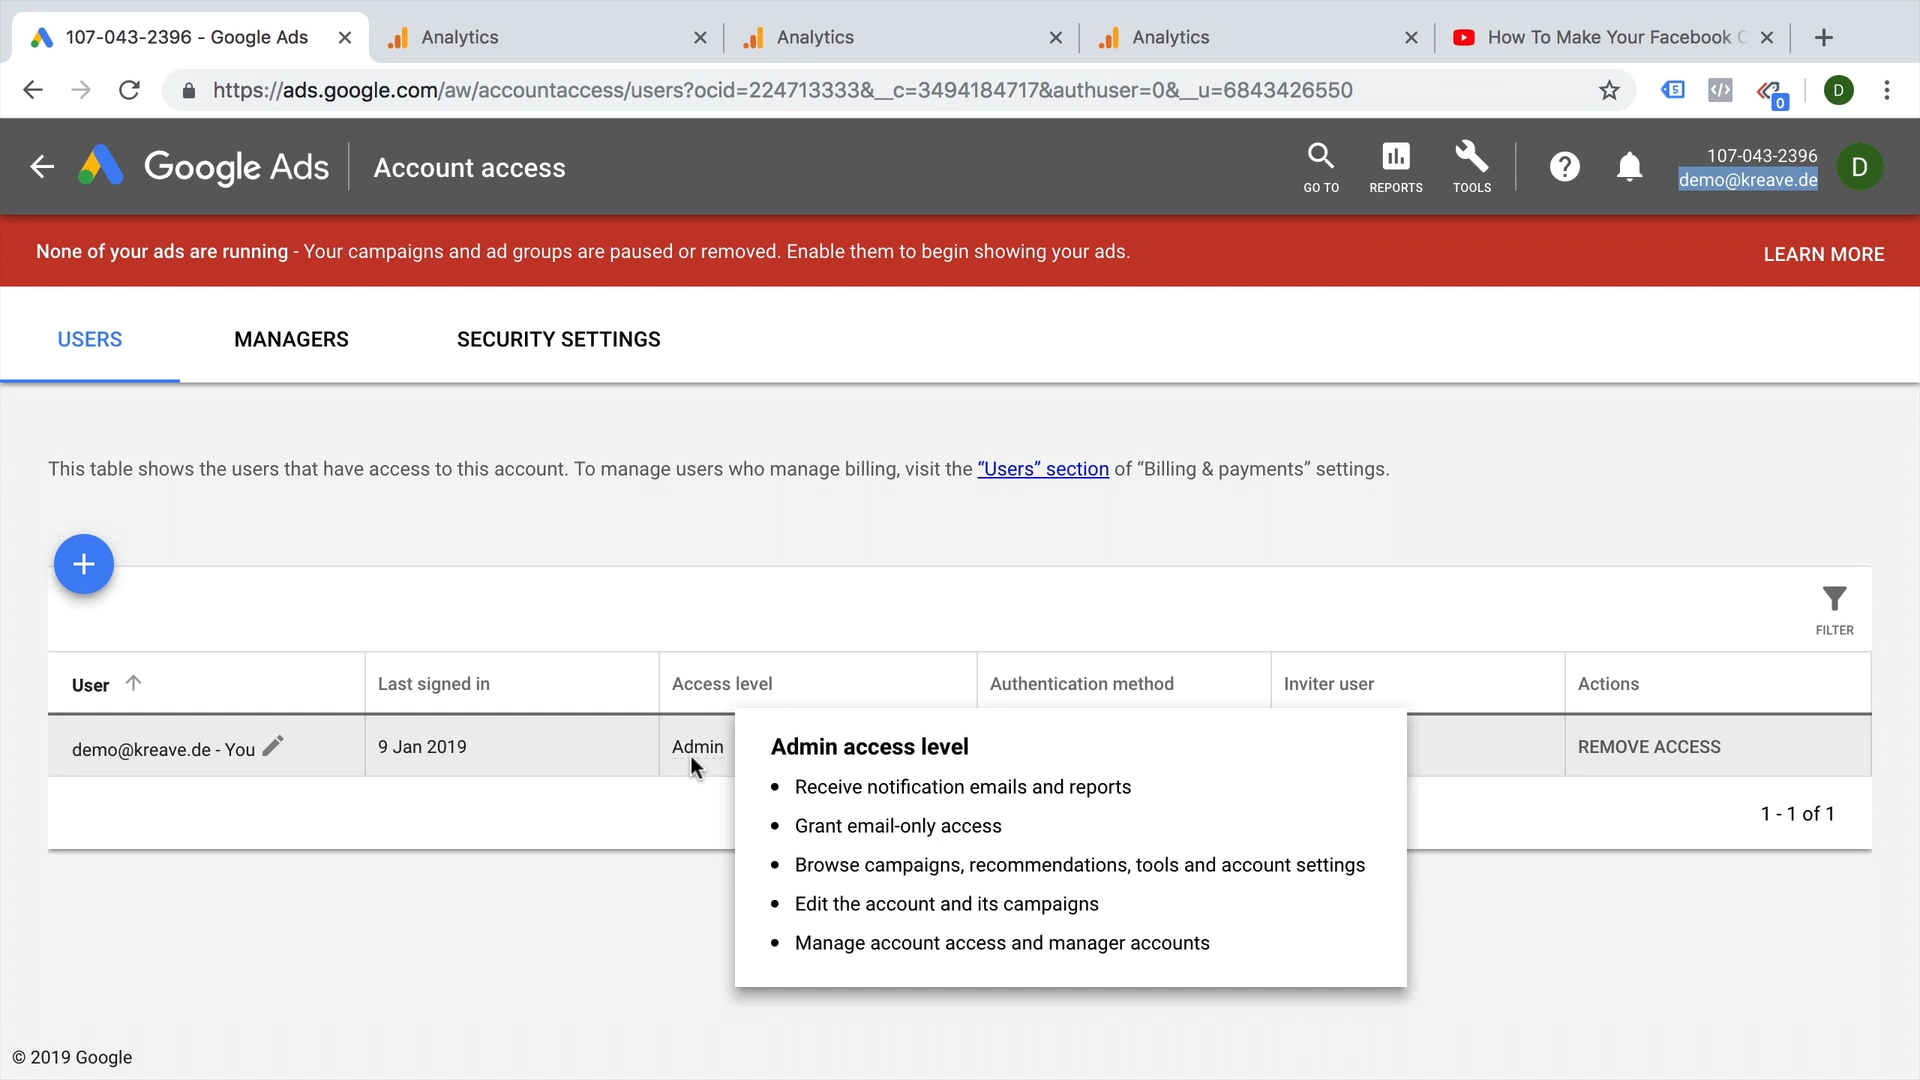 107-043-2396 - Google Ads
Analytics
Analytics
Analytics
How To Make Your Facebook
https://ads.google.com/aw/accountaccess/users?ocid=224713333&__c=3494184717&authuser=0&__u=6843426550
5
0
D
Google Ads
Account access
GO TO
REPORTS
TOOLS
107-043-2396
demo@kreave.de
D
None of your ads are running - Your campaigns and ad groups are paused or removed. Enable them to begin showing your ads.
LEARN MORE
USERS
MANAGERS
SECURITY SETTINGS
This table shows the users that have access to this account. To manage users who manage billing, visit the “Users” section of “Billing & payments” settings.
FILTER
User
Last signed in
Access level
Authentication method
Inviter user
Actions
demo@kreave.de - You
9 Jan 2019
Admin
REMOVE ACCESS
Admin access level
• Receive notification emails and reports
• Grant email-only access
• Browse campaigns, recommendations, tools and account settings
• Edit the account and its campaigns
• Manage account access and manager accounts
1 - 1 of 1
© 2019 Google